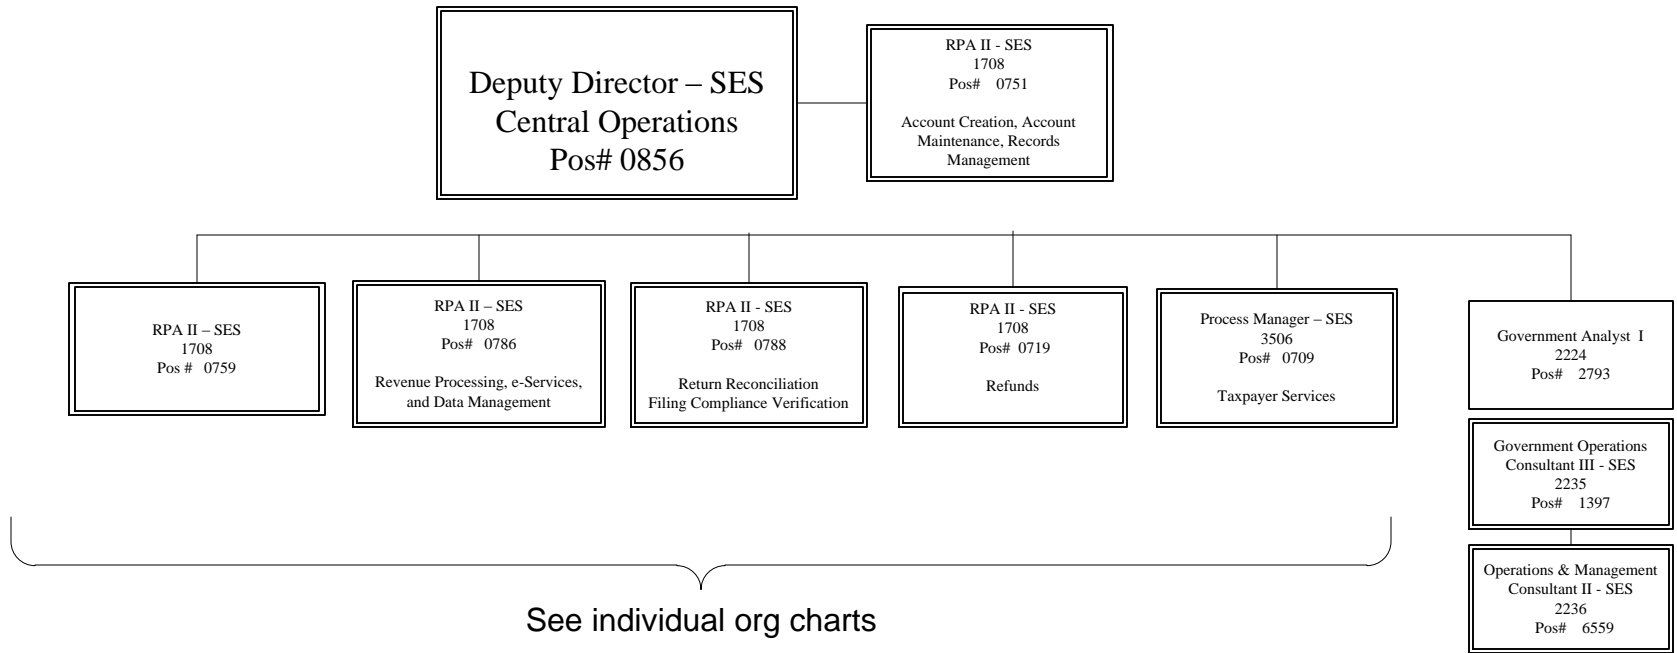 Deputy Director – SES
Central Operations
Pos# 0856
RPA II - SES
1708
Pos# 0751
Account Creation, Account
Maintenance, Records
Management
RPA II – SES
1708
Pos # 0759
RPA II – SES
1708
Pos# 0786
Revenue Processing, e-Services,
and Data Management
RPA II - SES
1708
Pos# 0788
Return Reconciliation
Filing Compliance Verification
RPA II - SES
1708
Pos# 0719
Refunds
Process Manager – SES
3506
Pos# 0709
Taxpayer Services
Government Analyst I
2224
Pos# 2793
Government Operations
Consultant III - SES
2235
Pos# 1397
Operations & Management
Consultant II - SES
2236
Pos# 6559
See individual org charts